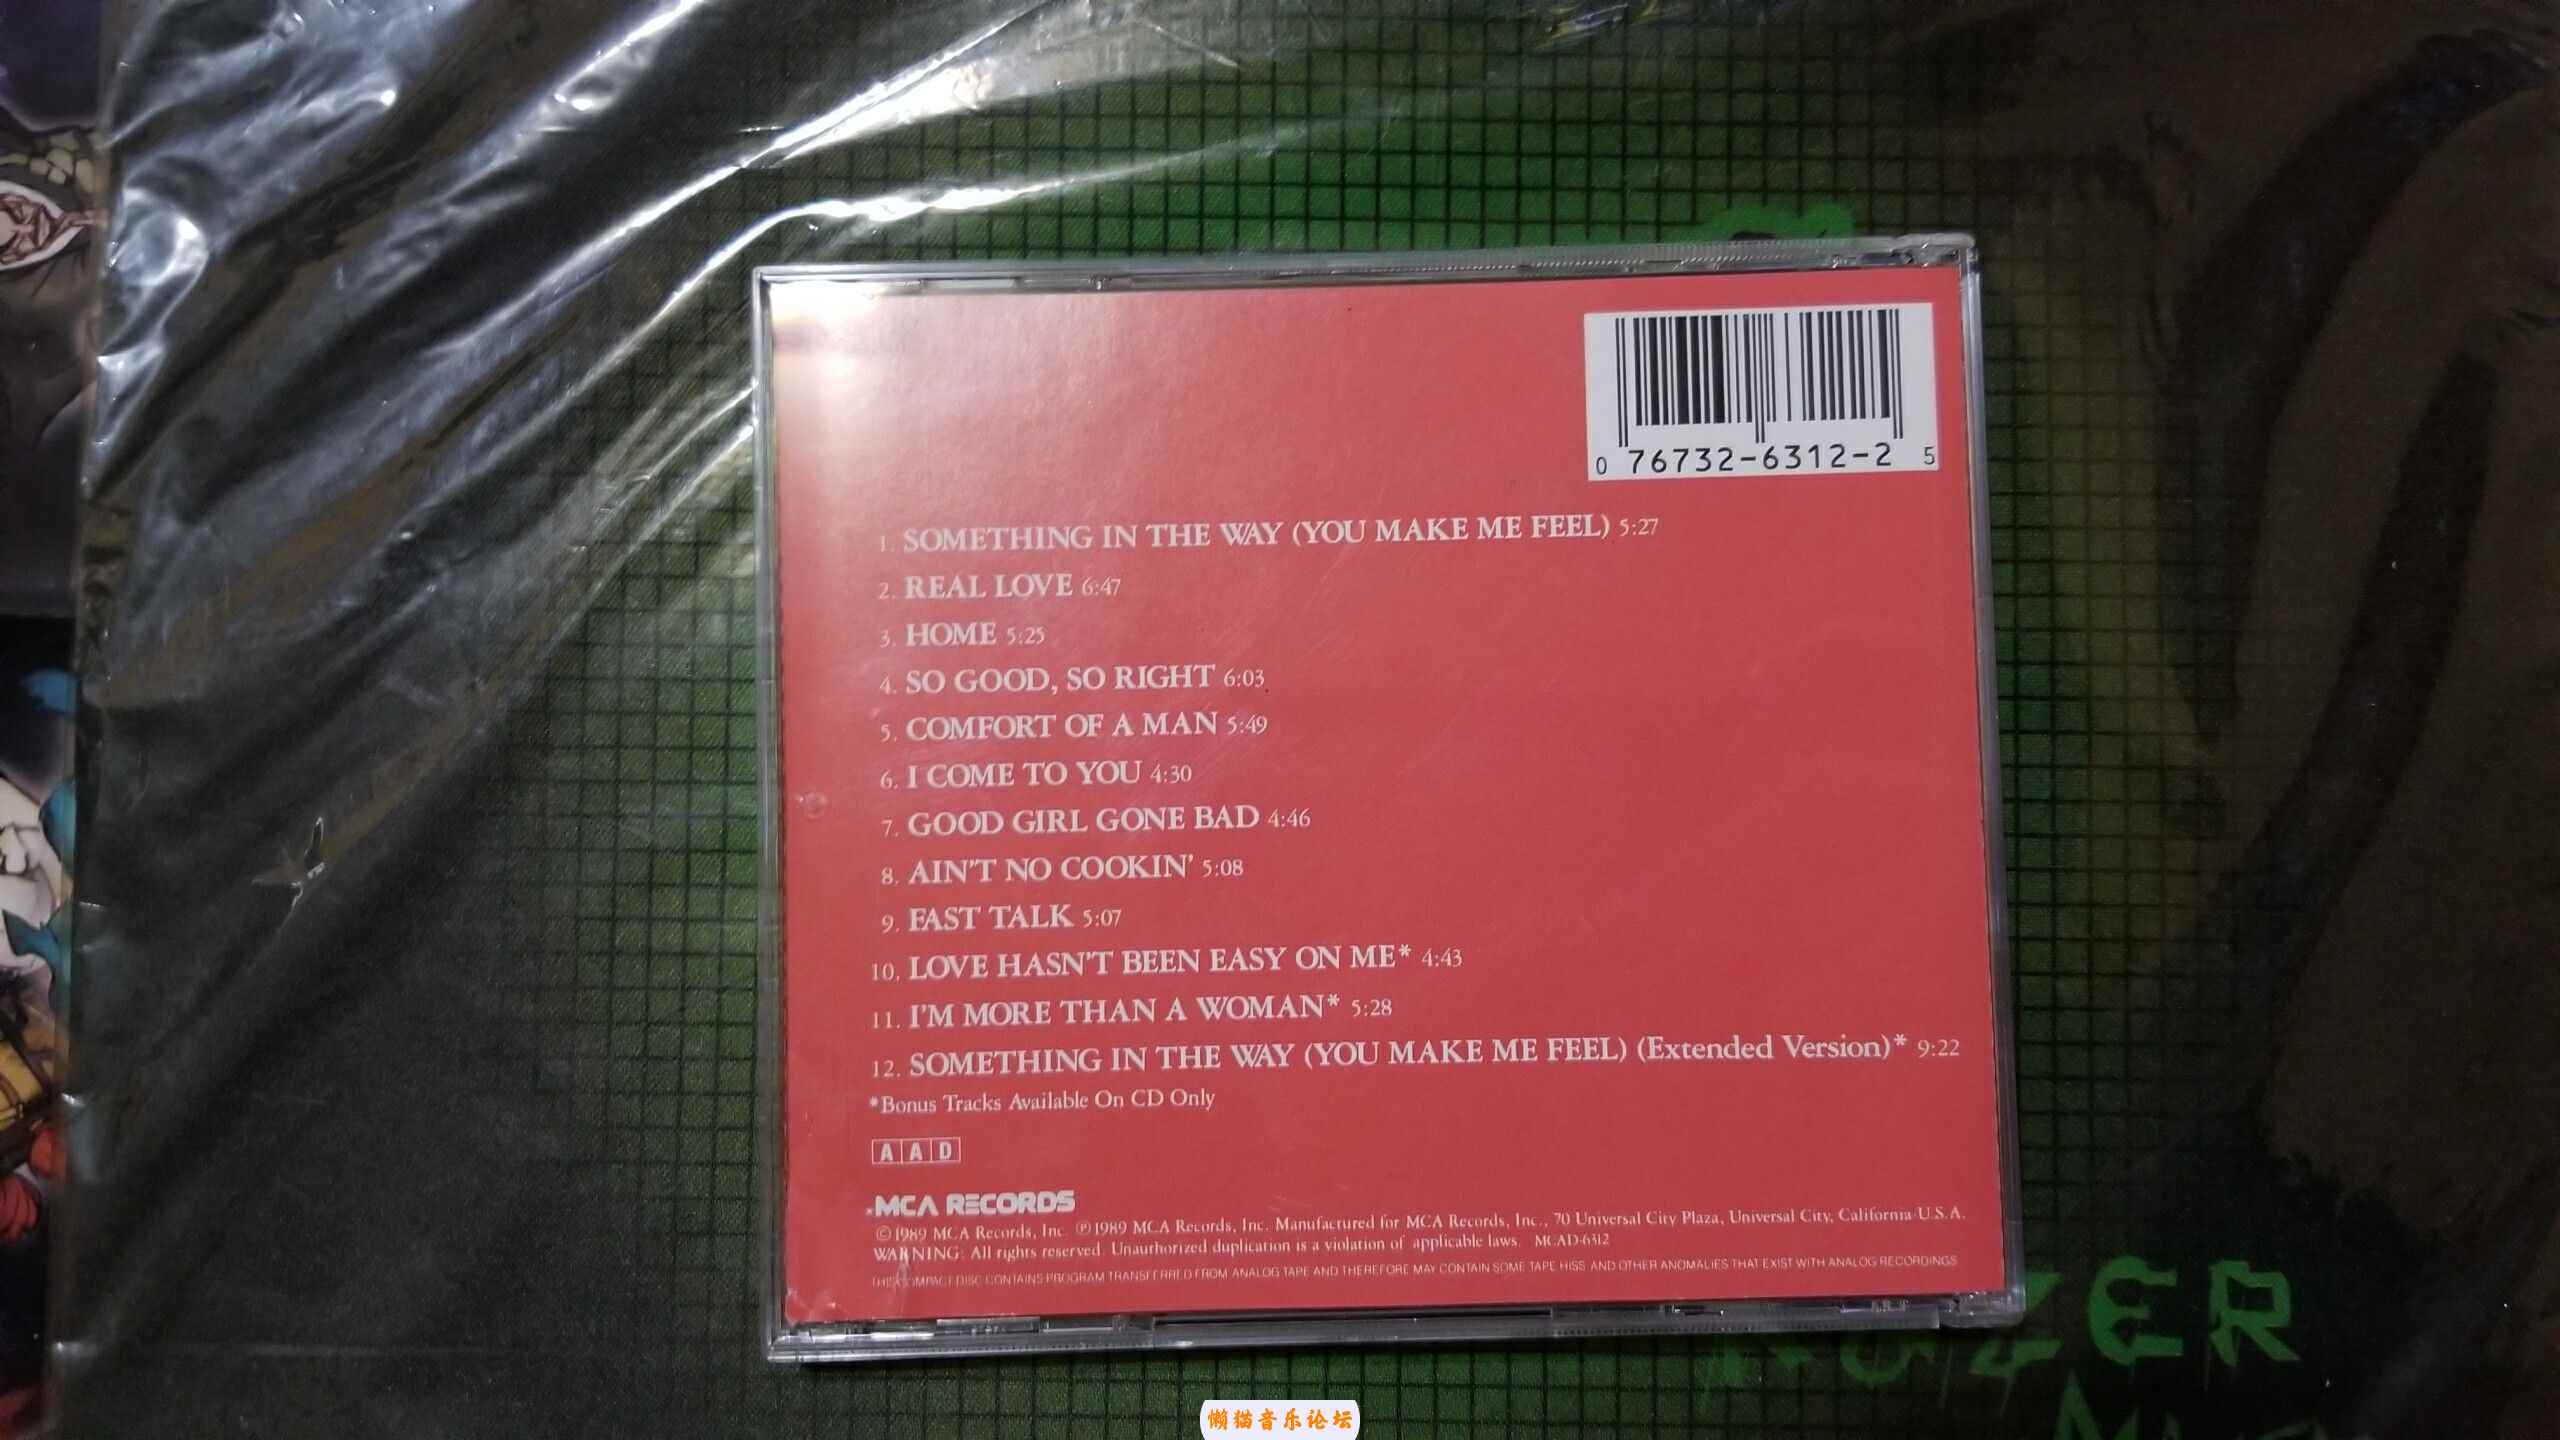 0 76732-6312-2 5
1. SOMETHING IN THE WAY (YOU MAKE ME FEEL) 5:27
2. REAL LOVE 6:47
3. HOME 5:25
4. SO GOOD, SO RIGHT 6:03
5. COMFORT OF A MAN 5:49
6. I COME TO YOU 4:30
7. GOOD GIRL GONE BAD 4:46
8. AIN'T NO COOKIN' 5:08
9. FAST TALK 5:07
10. LOVE HASN'T BEEN EASY ON ME* 4:43
11. I'M MORE THAN A WOMAN* 5:28
12. SOMETHING IN THE WAY (YOU MAKE ME FEEL) (Extended Version)* 9:22
*Bonus Tracks Available On CD Only
AAD
MCA RECORDS
©1989 MCA Records, Inc. ℗1989 MCA Records, Inc. Manufactured for MCA Records, Inc., 70 Universal City Plaza, Universal City, California-U.S.A.
WARNING: All rights reserved. Unauthorized duplication is a violation of applicable laws. MCAD-6312
THIS COMPACT DISC CONTAINS PROGRAM TRANSFERRED FROM ANALOG TAPE AND THEREFORE MAY CONTAIN SOME TAPE HISS AND OTHER ANOMALIES THAT EXIST WITH ANALOG RECORDINGS
懒猫音乐论坛